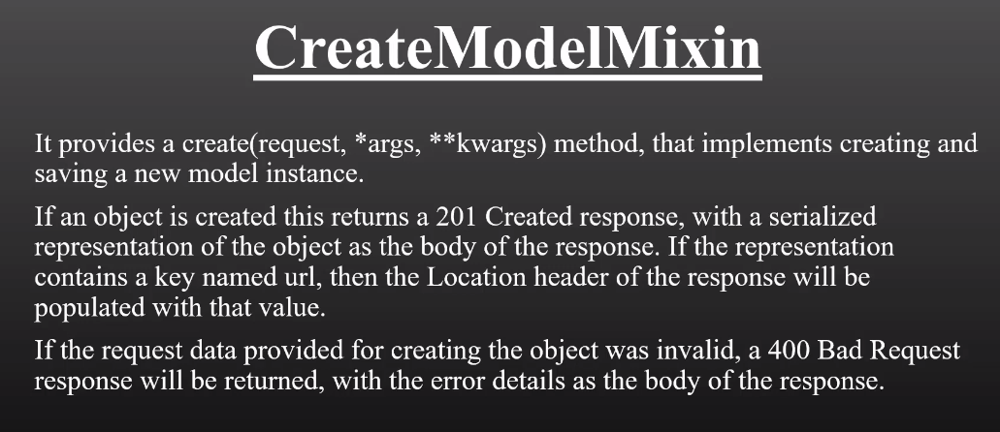 CreateModelMixin
It provides a create(request, *args, **kwargs) method, that implements creating and
saving a new model instance.
If an object is created this returns a 201 Created response, with a serialized
representation of the object as the body of the response. If the representation
contains a key named url, then the Location header of the response will be
populated with that value.
If the request data provided for creating the object was invalid, a 400 Bad Request
response will be returned, with the error details as the body of the response.